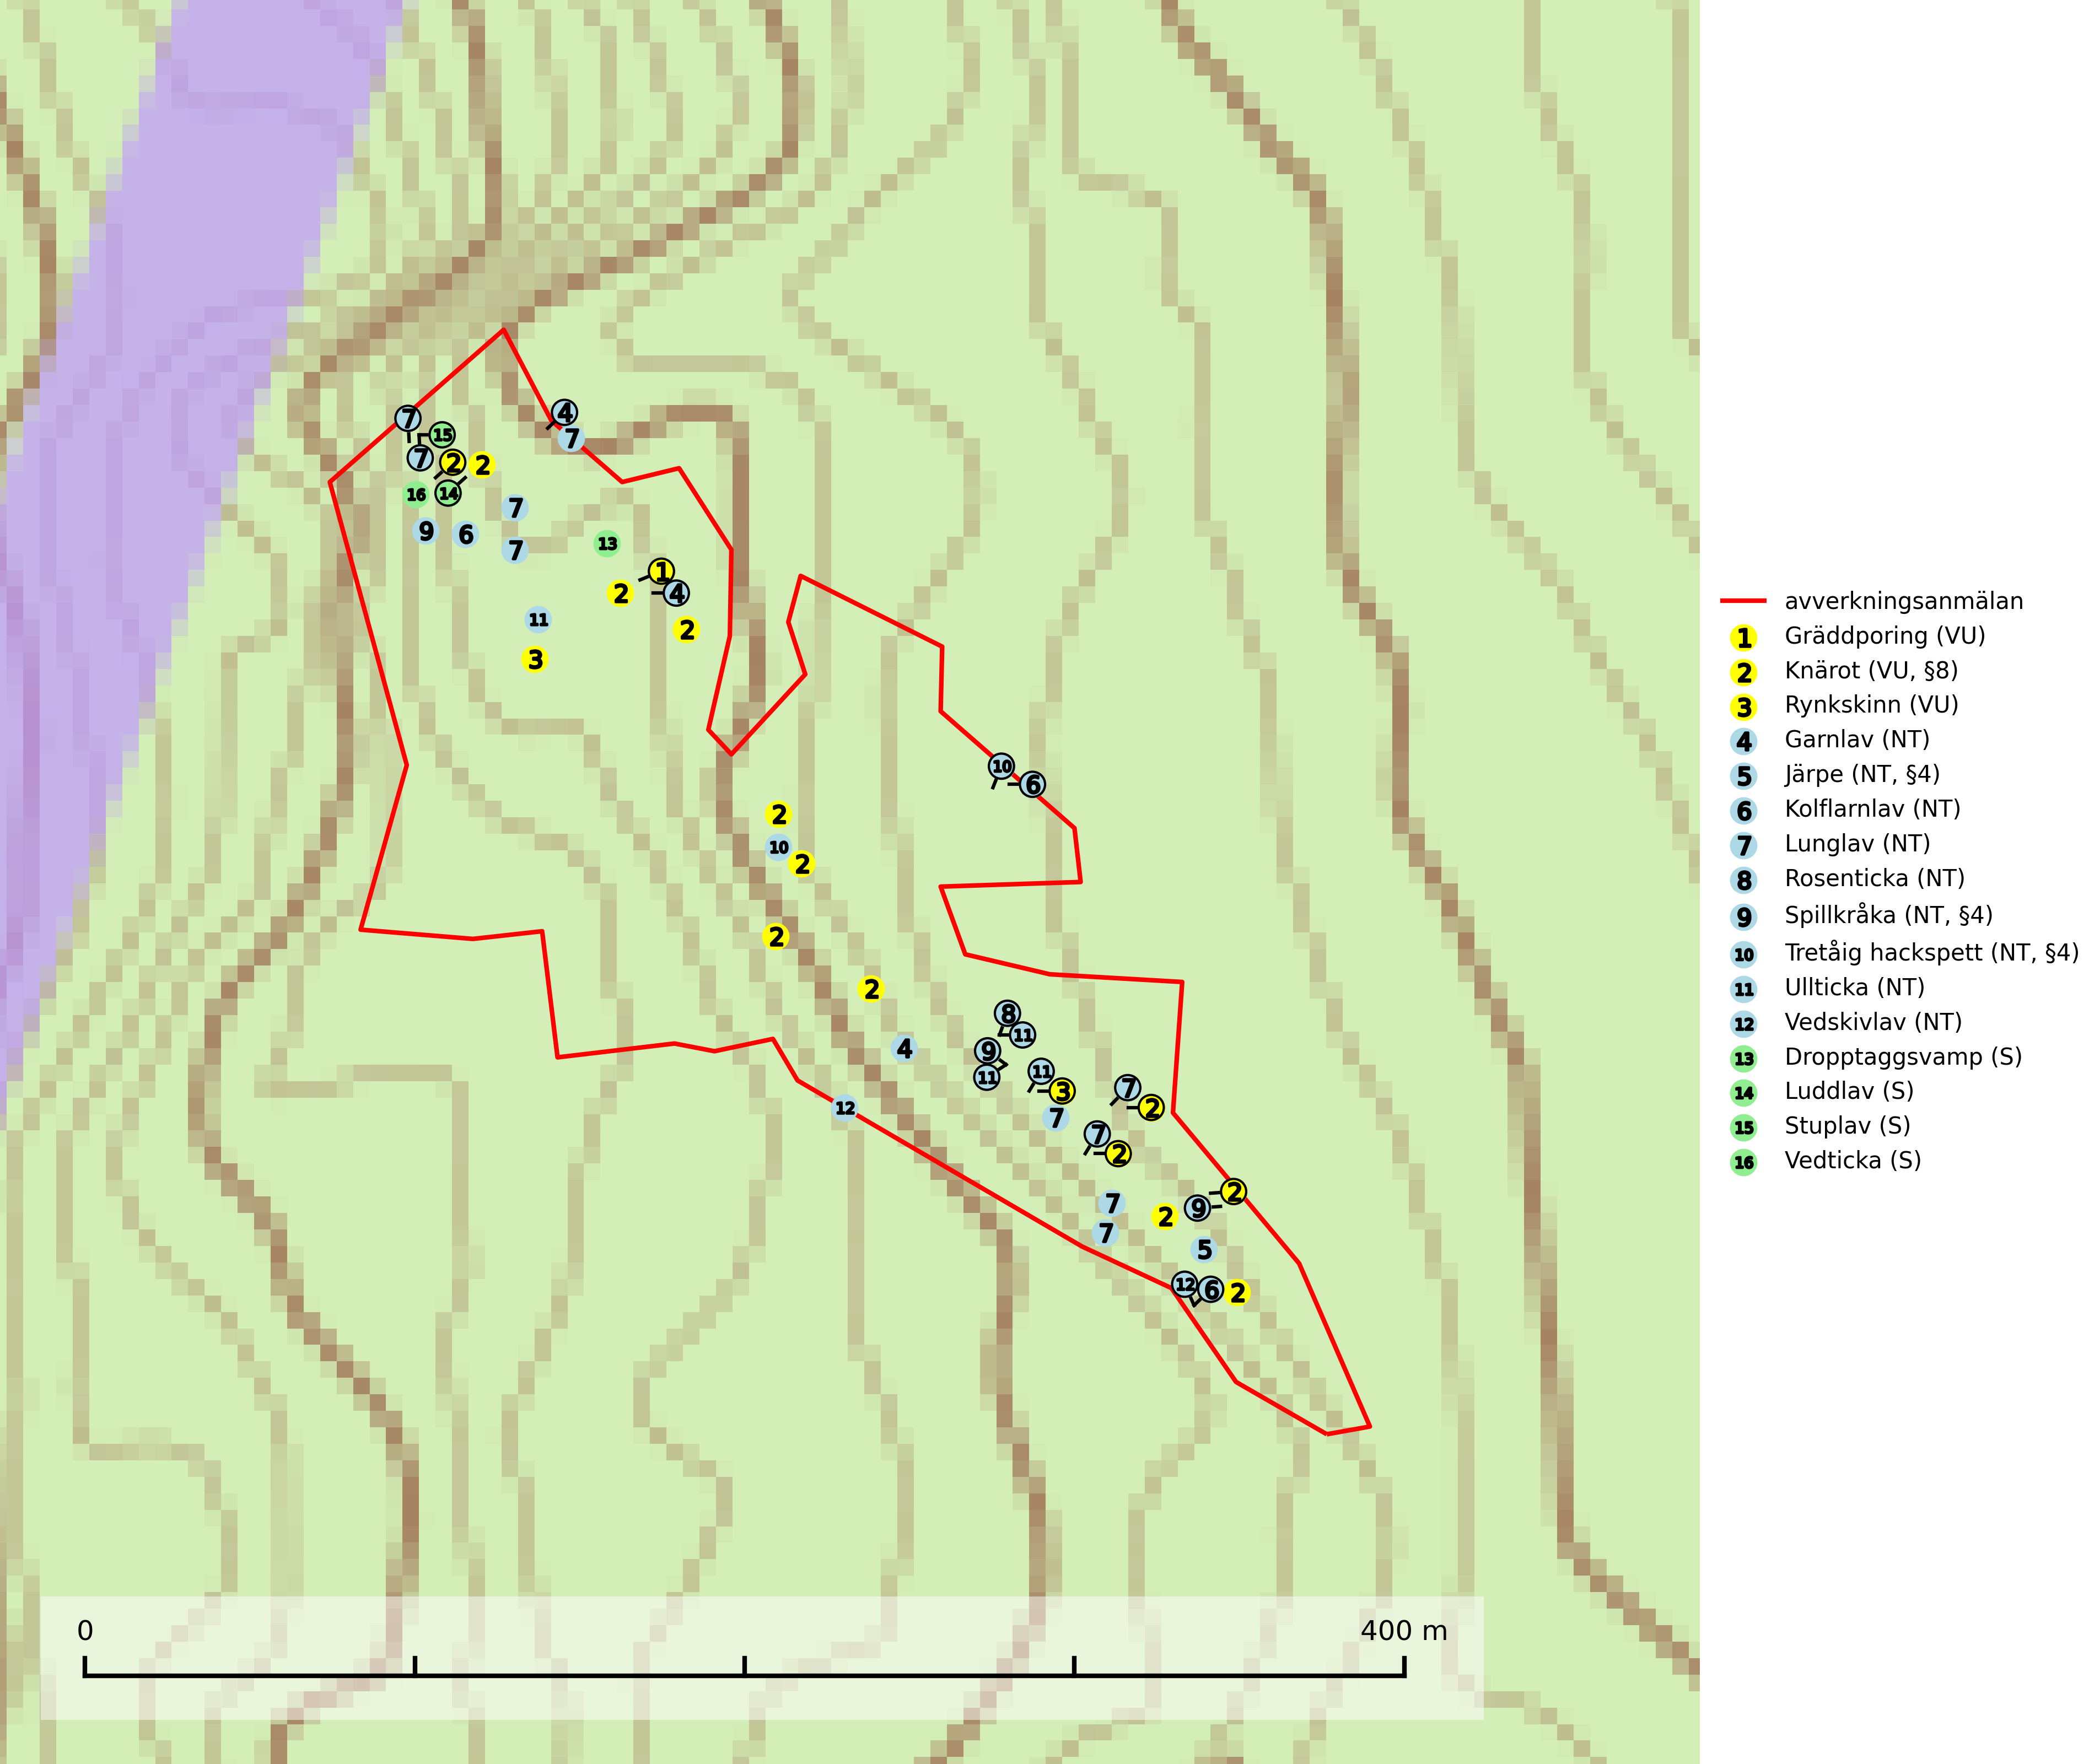 7
4
15
7
7
2
2
16
14
7
9
6
7
13
1
2
4
11
2
3
10
6
2
10
2
2
2
8
11
4
9
11
11
3
7
2
12
7
7
2
2
7
9
2
7
5
12
6
2
avverkningsanmälan
1 Gräddporing (VU)
2 Knärot (VU, §8)
3 Rynkskinn (VU)
4 Garnlav (NT)
5 Järpe (NT, §4)
6 Kolflarnlav (NT)
7 Lunglav (NT)
8 Rosenticka (NT)
9 Spillkråka (NT, §4)
10 Tretåig hackspett (NT, §4)
11 Ullticka (NT)
12 Vedskivlav (NT)
13 Dropptaggsvamp (S)
14 Luddlav (S)
15 Stuplav (S)
16 Vedticka (S)
0 400 m